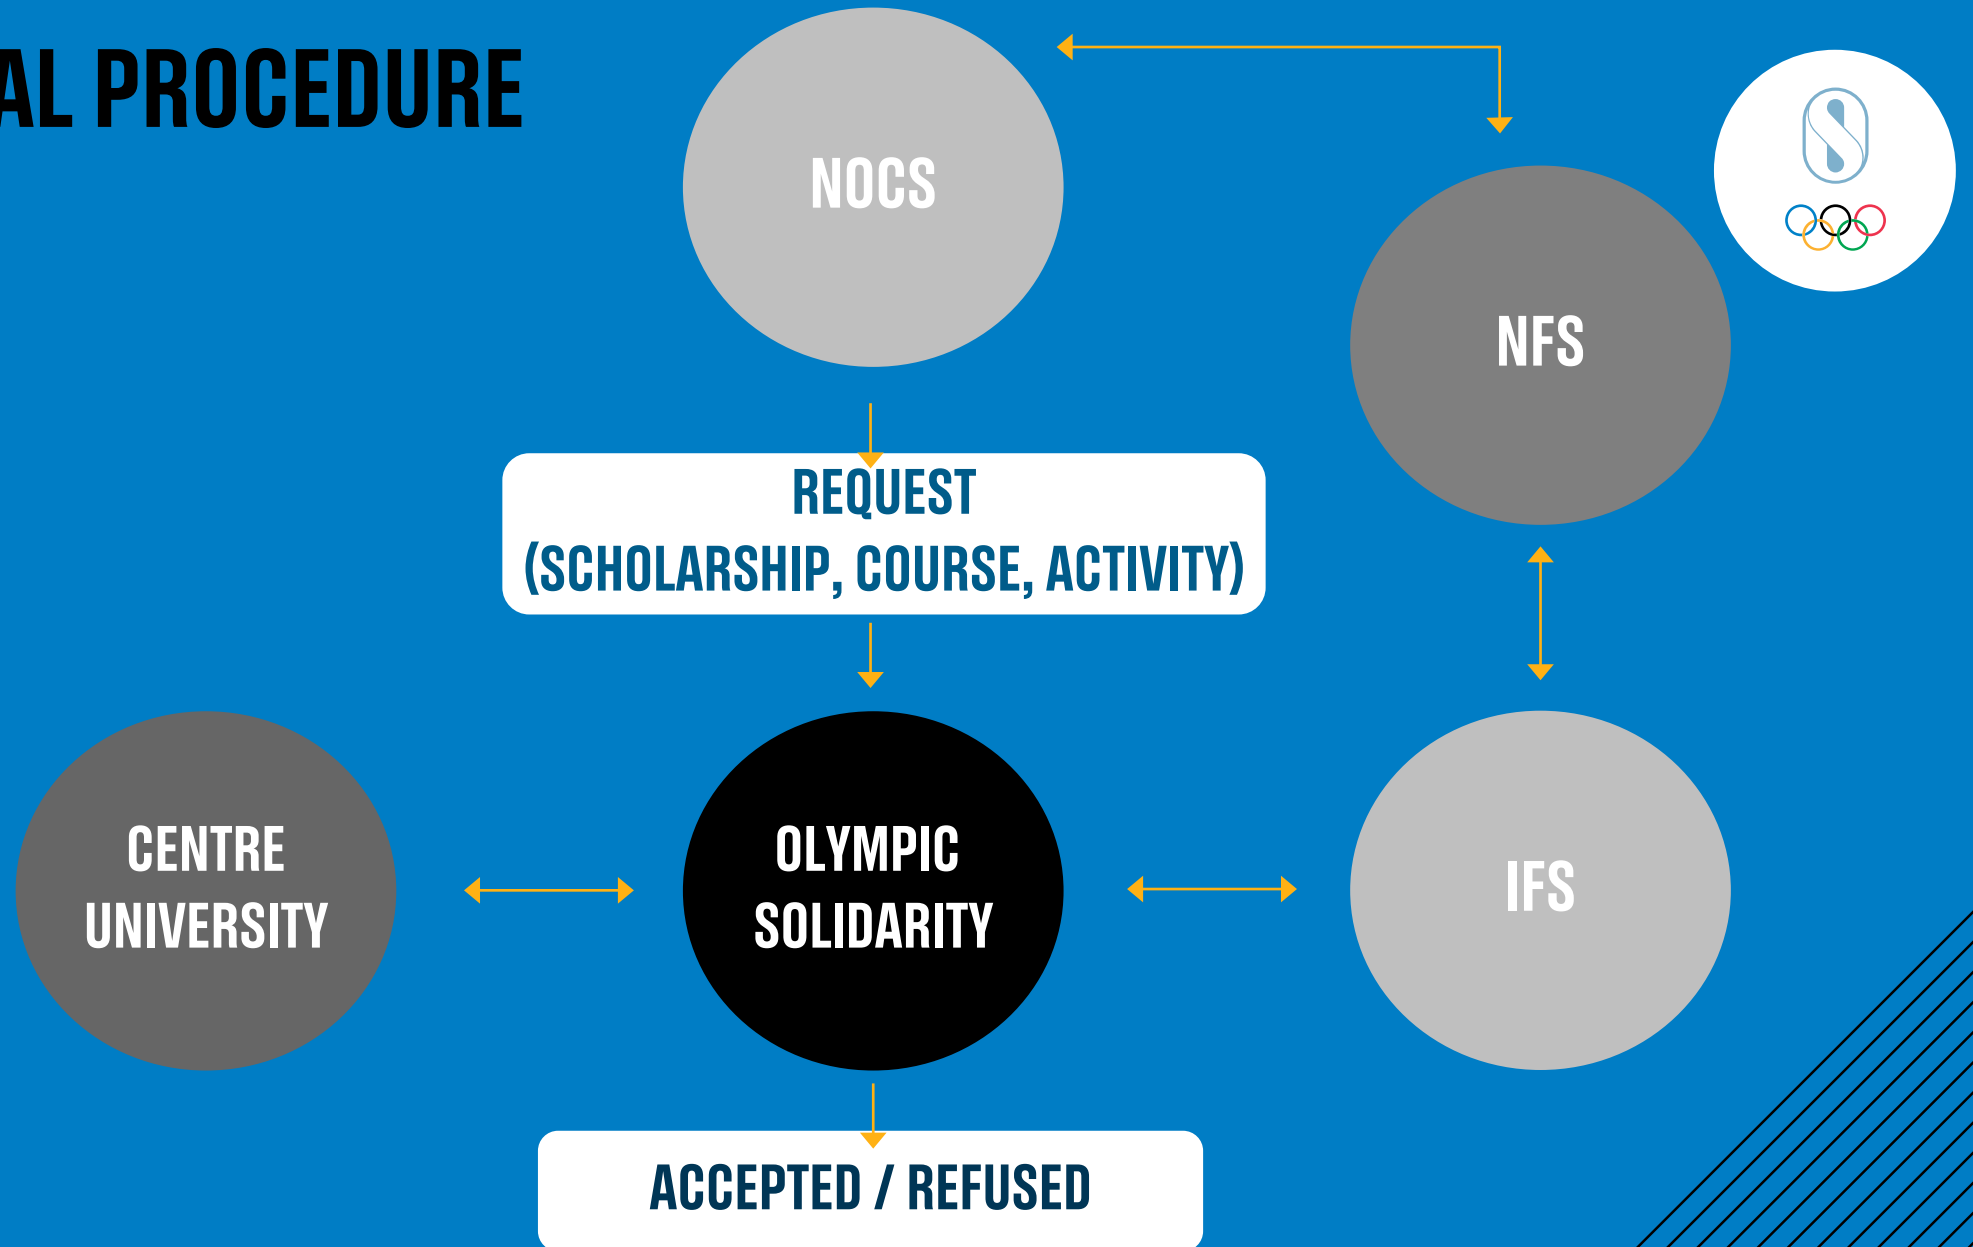 AL PROCEDURE
NOCS
NFS
REQUEST
(SCHOLARSHIP, COURSE, ACTIVITY)
CENTRE
UNIVERSITY
OLYMPIC
SOLIDARITY
IFS
ACCEPTED / REFUSED